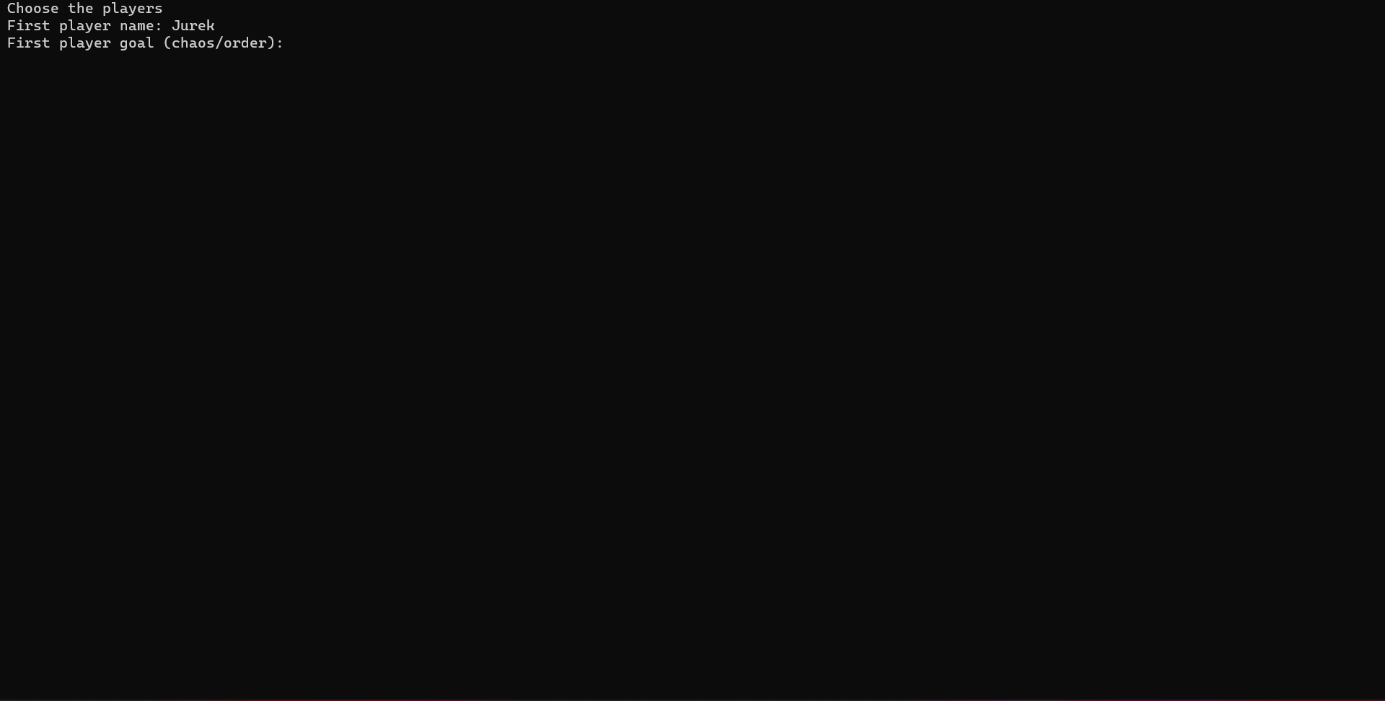 Choose the players
First player name: Jurek
First player goal (chaos/order):